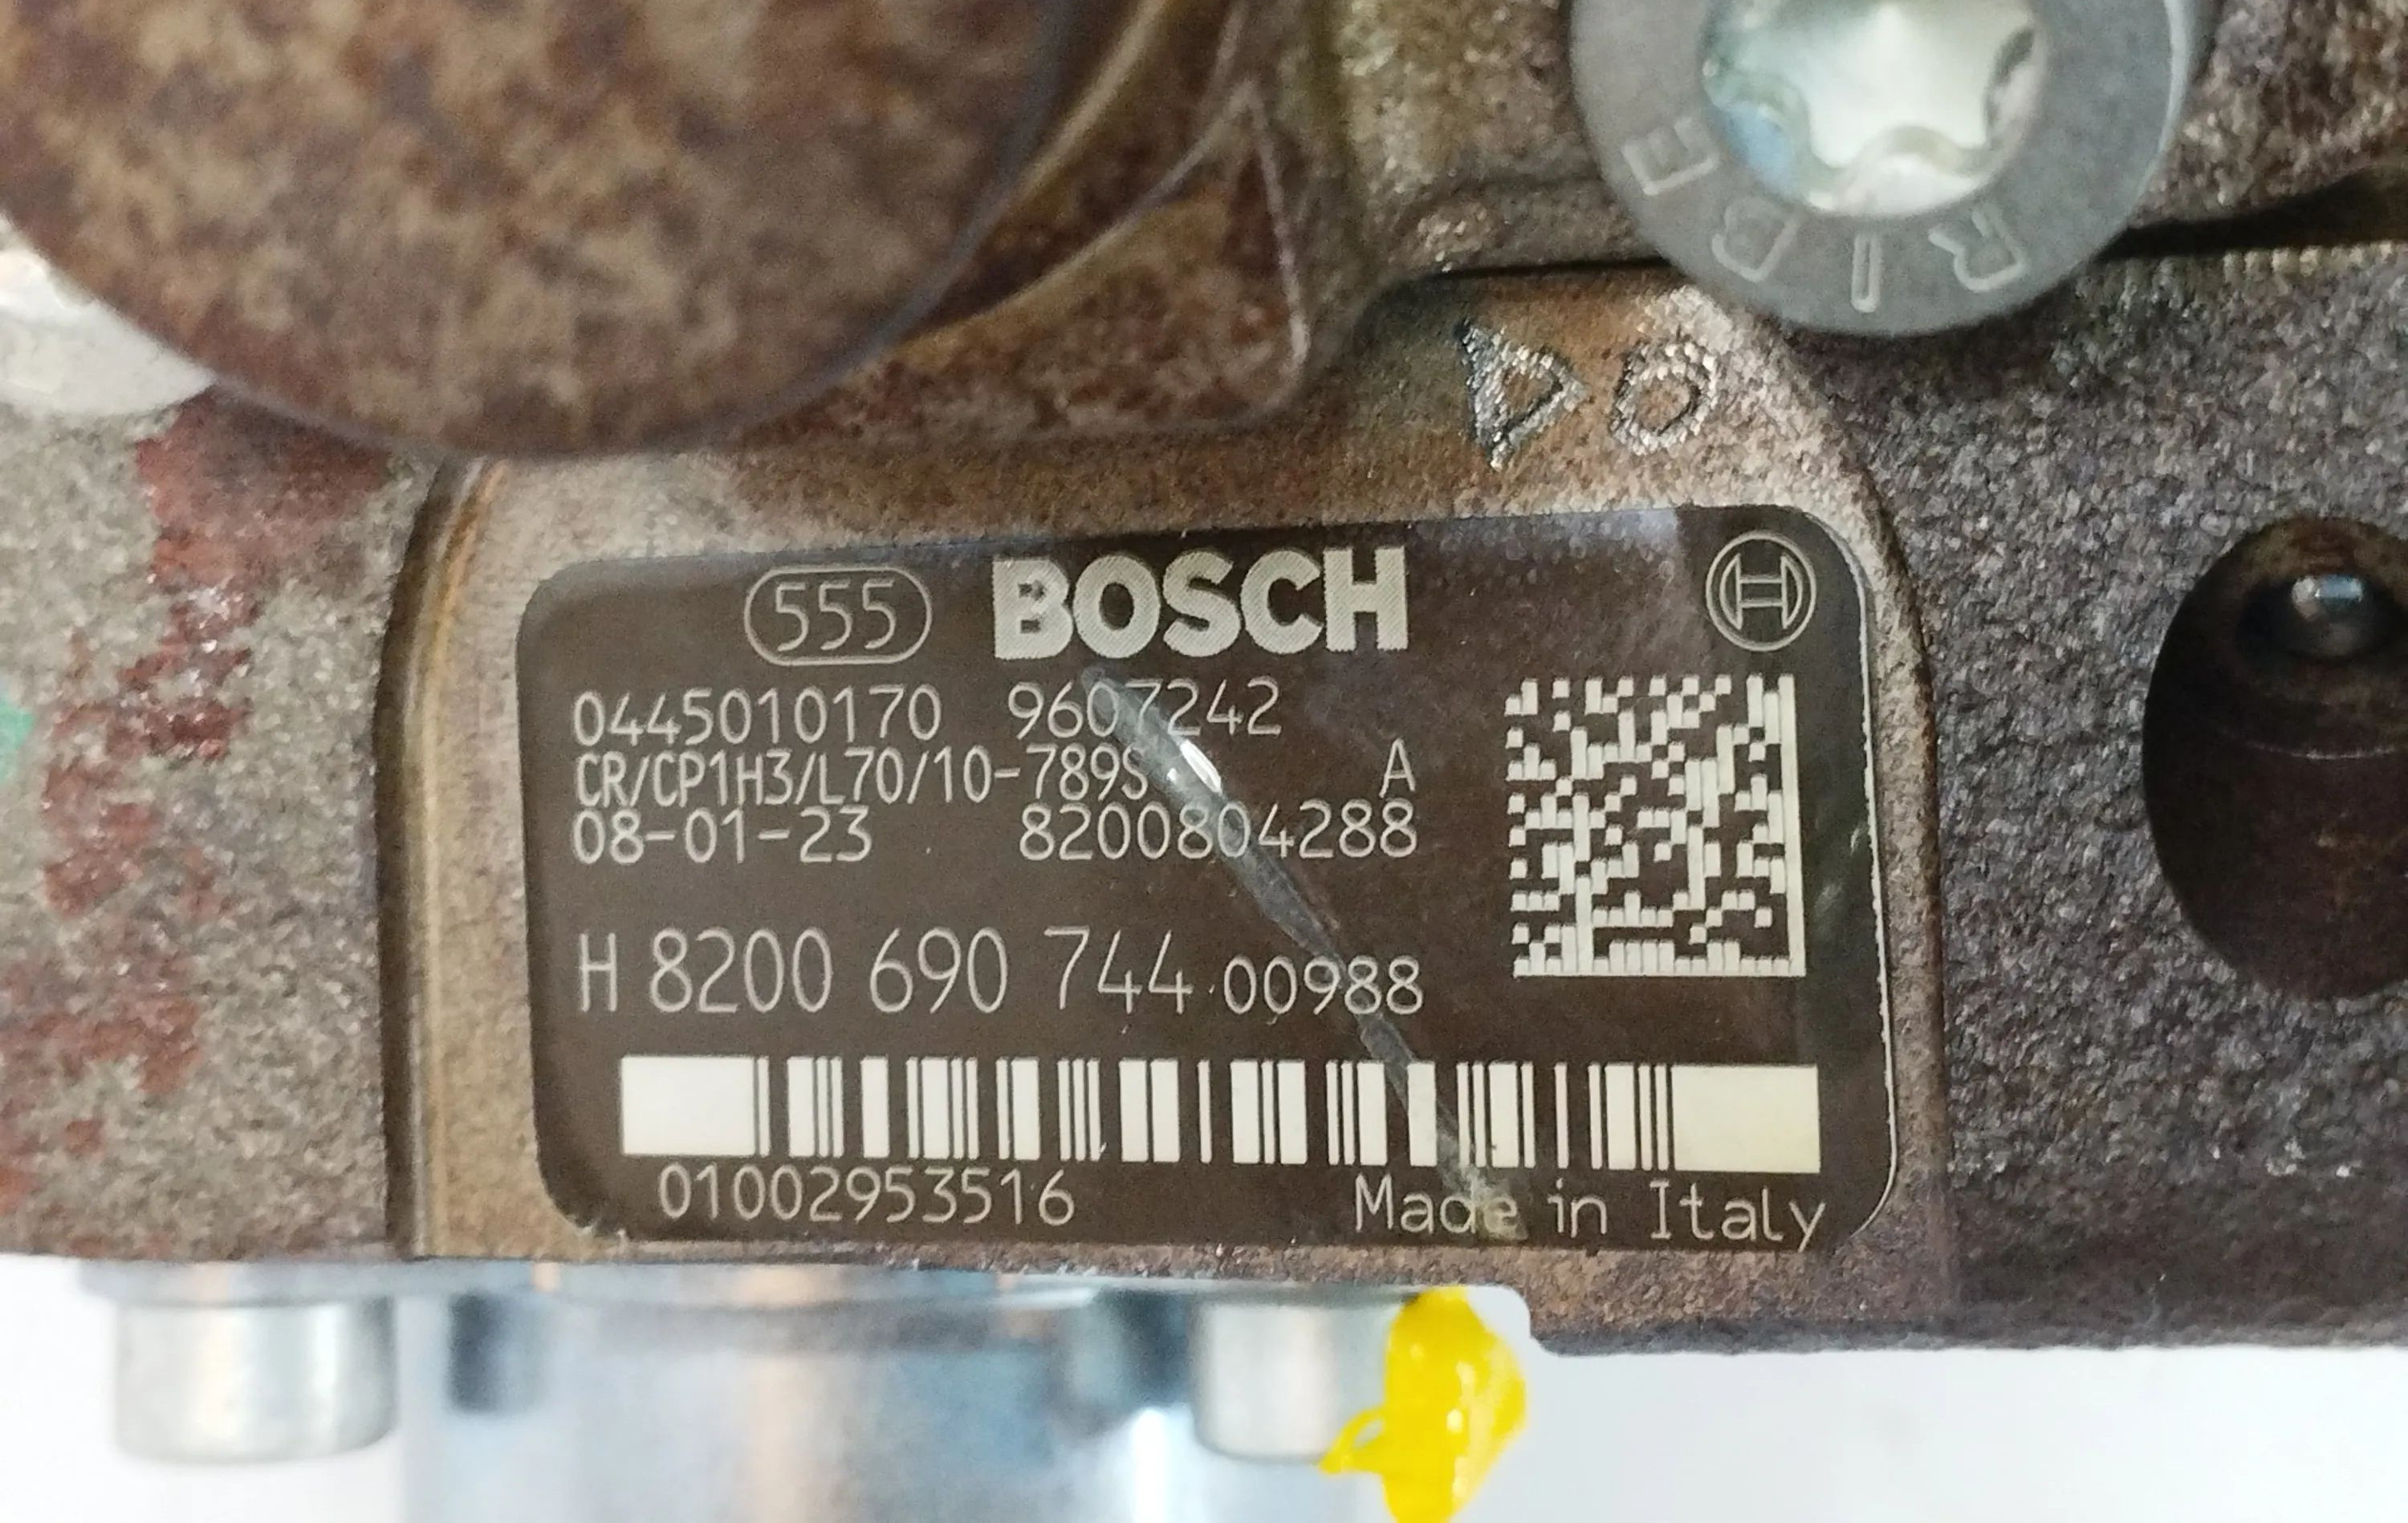 RIBE
555 BOSCH
0445010170 9607242
CR/CP1H3/L70/10-789S A
08-01-23 8200804288
H 8200 690 744 00988
01002953516 Made in Italy